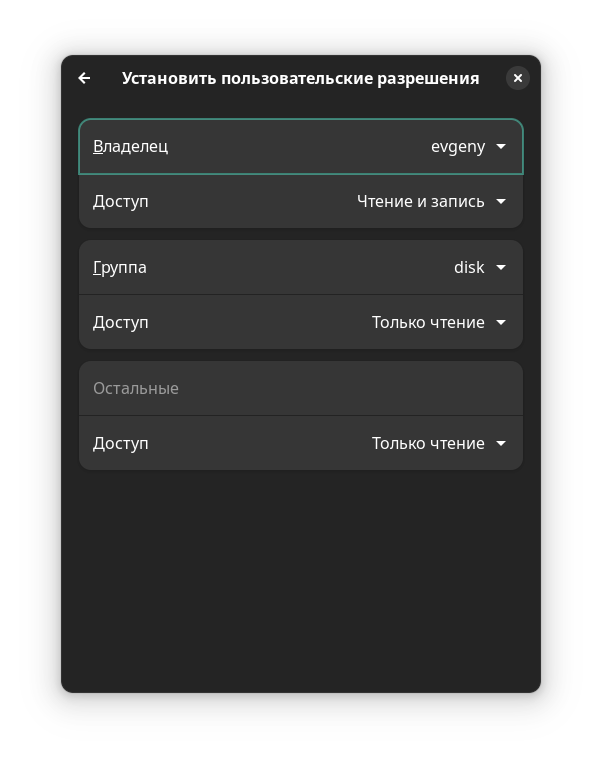 Установить пользовательские разрешения
Владелец evgeny
Доступ Чтение и запись
Группа disk
Доступ Только чтение
Остальные
Доступ Только чтение